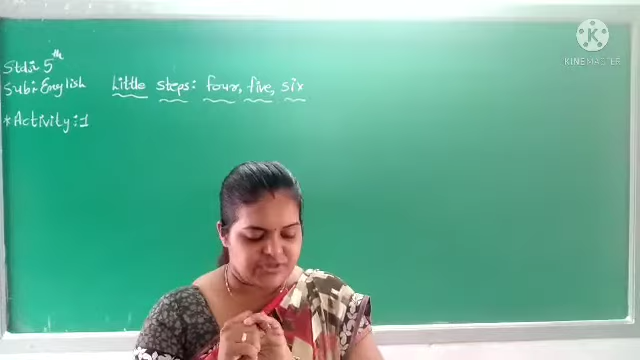 Std: 5th
Sub: English
Little steps: four, five, six
*Activity: 1
KINEMASTER